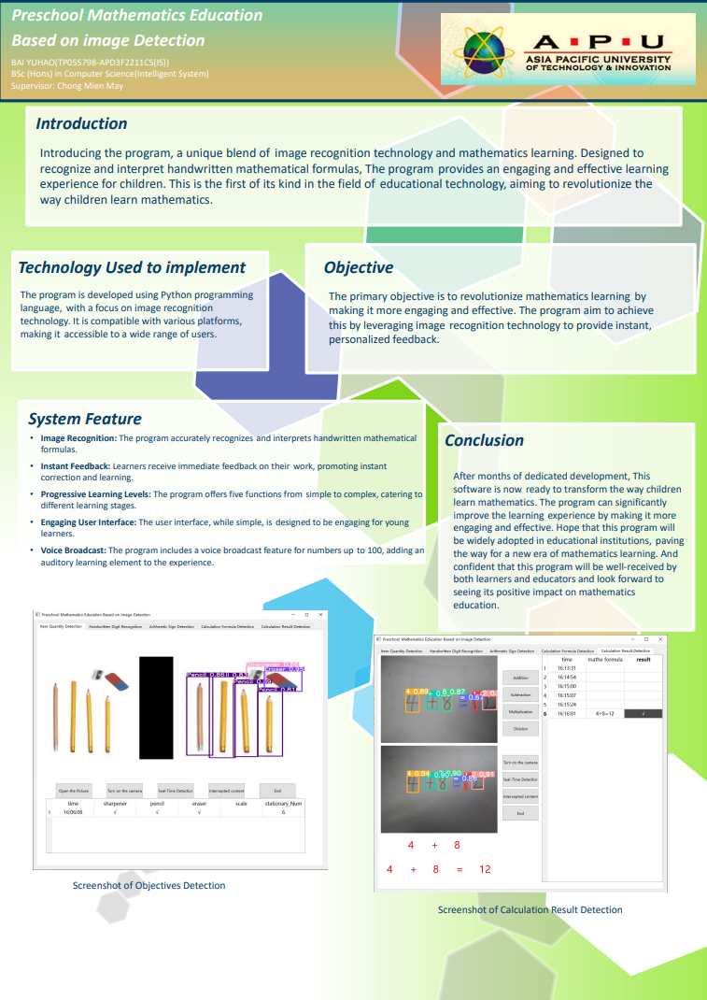 Preschool Mathematics Education
Based on image Detection
BAI YUHAO(TP055798-APD3F2211CS(IS))
BSc (Hons) in Computer Science(Intelligent System)
Supervisor: Chong Mien May
A • P • U
ASIA PACIFIC UNIVERSITY
OF TECHNOLOGY & INNOVATION
Introduction
Introducing the program, a unique blend of image recognition technology and mathematics learning. Designed to
recognize and interpret handwritten mathematical formulas, The program provides an engaging and effective learning
experience for children. This is the first of its kind in the field of educational technology, aiming to revolutionize the
way children learn mathematics.
Technology Used to implement
The program is developed using Python programming
language, with a focus on image recognition
technology. It is compatible with various platforms,
making it accessible to a wide range of users.
Objective
The primary objective is to revolutionize mathematics learning by
making it more engaging and effective. The program aim to achieve
this by leveraging image recognition technology to provide instant,
personalized feedback.
System Feature
• Image Recognition: The program accurately recognizes and interprets handwritten mathematical
formulas.
• Instant Feedback: Learners receive immediate feedback on their work, promoting instant
correction and learning.
• Progressive Learning Levels: The program offers five functions from simple to complex, catering to
different learning stages.
• Engaging User Interface: The user interface, while simple, is designed to be engaging for young
learners.
• Voice Broadcast: The program includes a voice broadcast feature for numbers up to 100, adding an
auditory learning element to the experience.
Conclusion
After months of dedicated development, This
software is now ready to transform the way children
learn mathematics. The program can significantly
improve the learning experience by making it more
engaging and effective. Hope that this program will
be widely adopted in educational institutions, paving
the way for a new era of mathematics learning. And
confident that this program will be well-received by
both learners and educators and look forward to
seeing its positive impact on mathematics
education.
Preschool Mathematics Education Based on Image Detection
Item Quantity Detection Handwritten Digit Recognition Arithmetic Sign Detection Calculation Formula Detection Calculation Result Detection
Sharpener 0.88
Eraser 0.95
Pencil 0.81
Open the Picture Turn on the camera Real-Time Detection Intercepted content End
time sharpener pencil eraser scale stationary_Num
1 16:06:08 √ √ √ 6
Screenshot of Objectives Detection
Preschool Mathematics Education Based on Image Detection
Item Quantity Detection Handwritten Digit Recognition Arithmetic Sign Detection Calculation Formula Detection Calculation Result Detection
time mathe formula result
1 16:13:31
2 16:14:54
3 16:15:00
4 16:15:07
5 16:15:24
6 16:16:01 4+8=12 √
Addition
Subtraction
Multiplication
Division
Turn on the camera
Real-Time Detection
Intercepted content
End
4 + 8
4 + 8 = 12
Screenshot of Calculation Result Detection